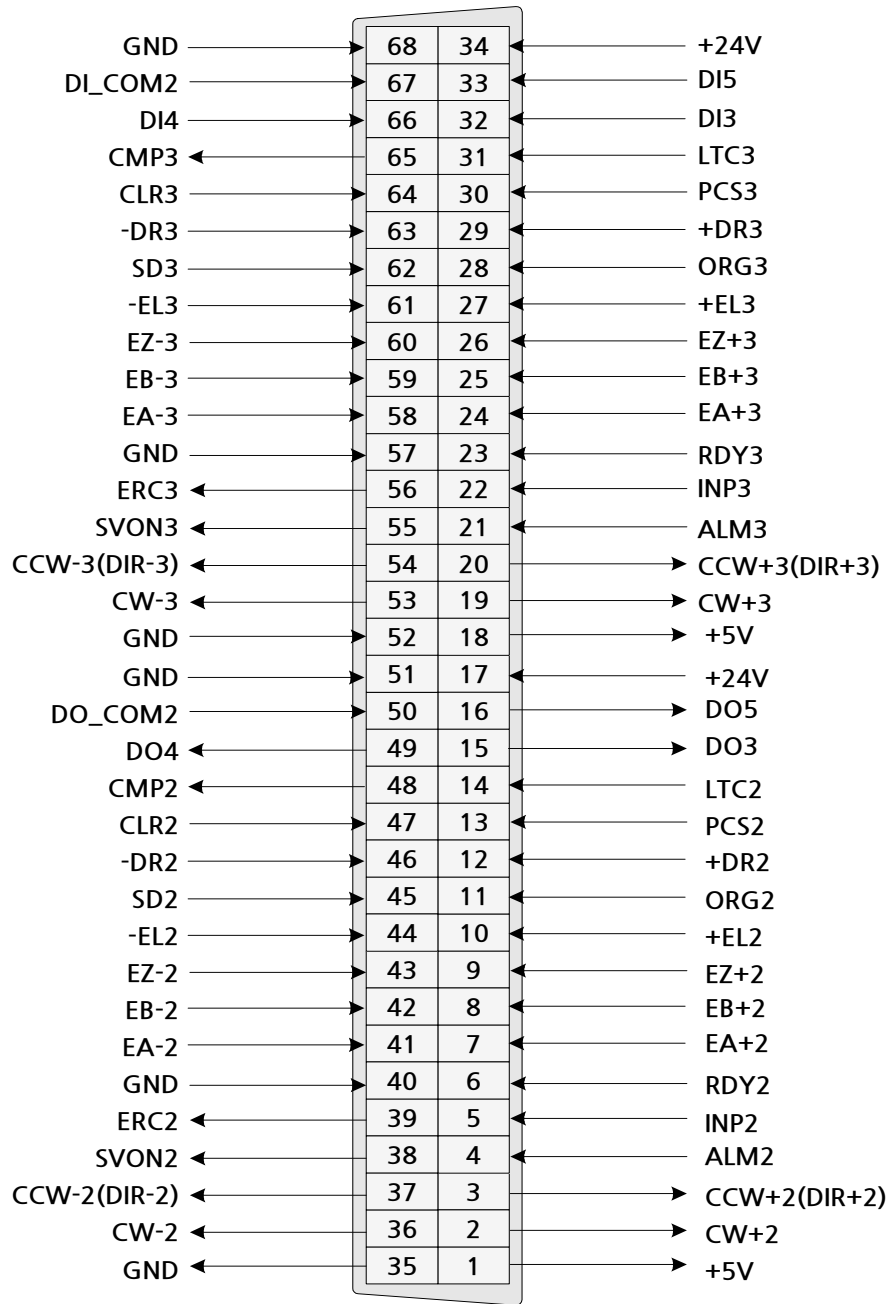 GND 68 34 +24V
DI_COM2 67 33 DI5
DI4 66 32 DI3
CMP3 65 31 LTC3
CLR3 64 30 PCS3
-DR3 63 29 +DR3
SD3 62 28 ORG3
-EL3 61 27 +EL3
EZ-3 60 26 EZ+3
EB-3 59 25 EB+3
EA-3 58 24 EA+3
GND 57 23 RDY3
ERC3 56 22 INP3
SVON3 55 21 ALM3
CCW-3(DIR-3) 54 20 CCW+3(DIR+3)
CW-3 53 19 CW+3
GND 52 18 +5V
GND 51 17 +24V
DO_COM2 50 16 DO5
DO4 49 15 DO3
CMP2 48 14 LTC2
CLR2 47 13 PCS2
-DR2 46 12 +DR2
SD2 45 11 ORG2
-EL2 44 10 +EL2
EZ-2 43 9 EZ+2
EB-2 42 8 EB+2
EA-2 41 7 EA+2
GND 40 6 RDY2
ERC2 39 5 INP2
SVON2 38 4 ALM2
CCW-2(DIR-2) 37 3 CCW+2(DIR+2)
CW-2 36 2 CW+2
GND 35 1 +5V